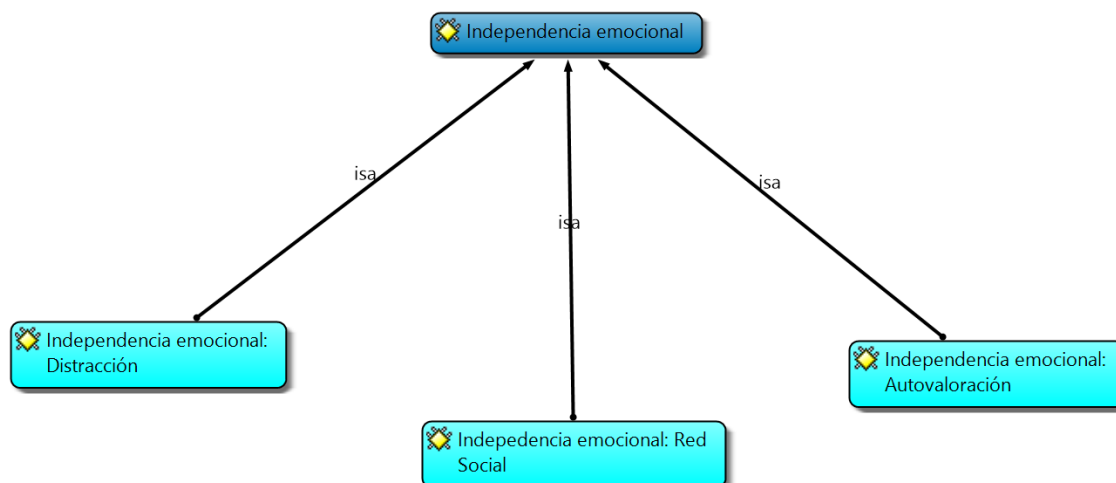 Independencia emocional
isa
isa
isa
Independencia emocional:
Distracción
Independencia emocional:
Autovaloración
Indepedencia emocional: Red
Social